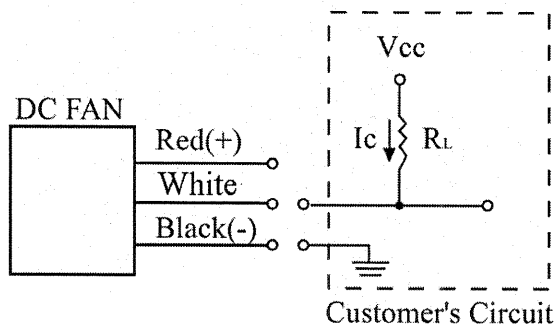 Vcc
DC FAN
Red(+)
Ic
RL
White
Black(-)
Customer's Circuit